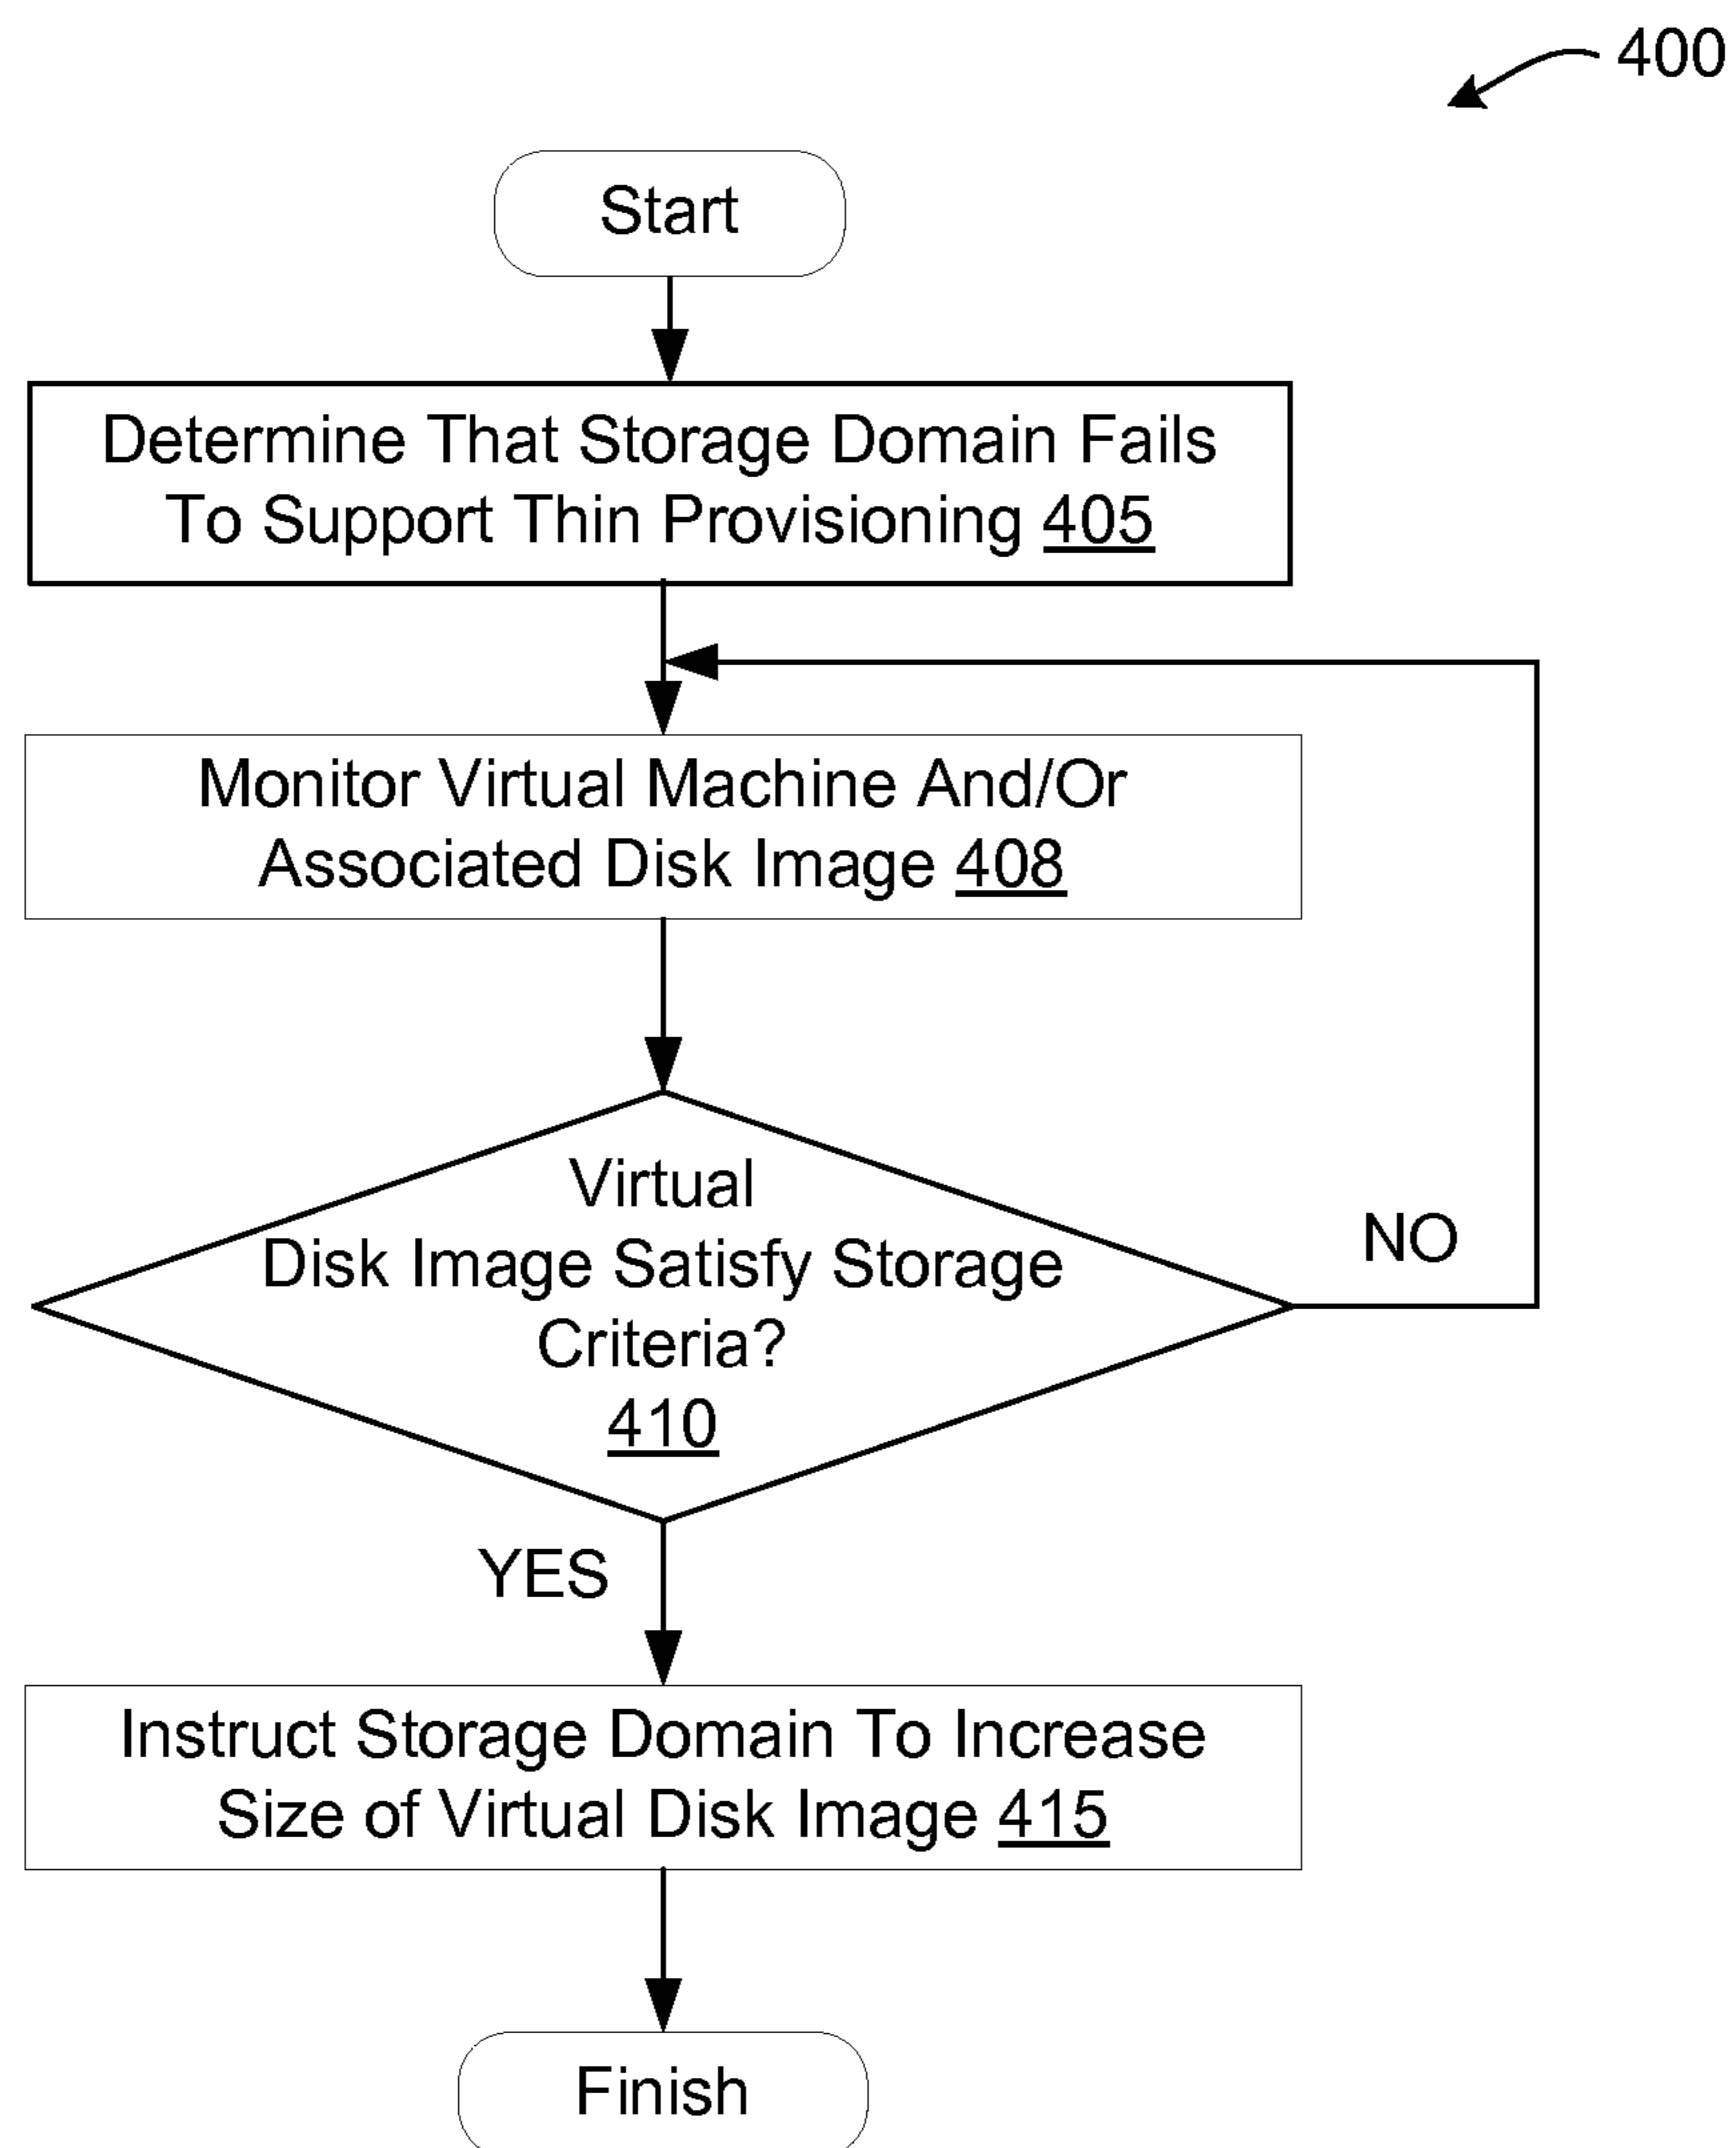 400
Start
Determine That Storage Domain Fails
To Support Thin Provisioning 405
Monitor Virtual Machine And/Or
Associated Disk Image 408
Virtual
Disk Image Satisfy Storage
Criteria?
410
NO
YES
Instruct Storage Domain To Increase
Size of Virtual Disk Image 415
Finish